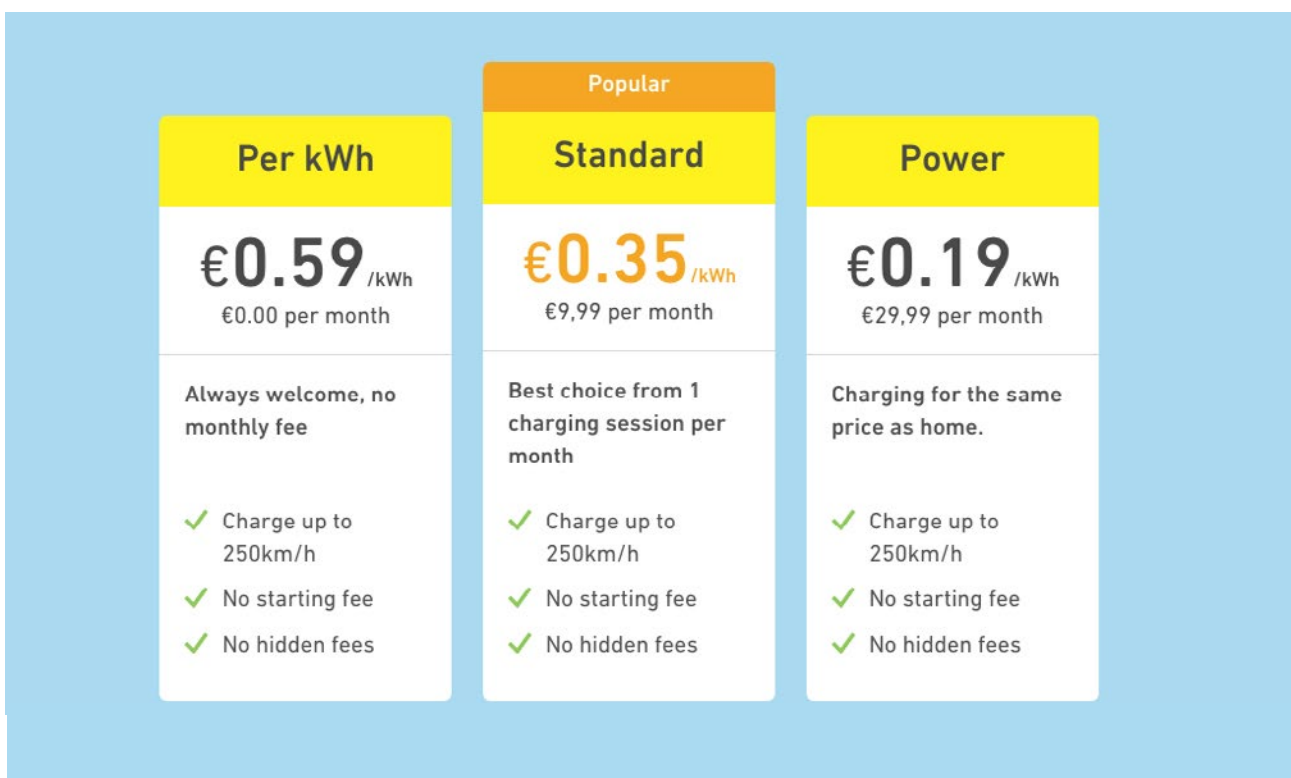 Per kWh
€0.59/kWh
€0.00 per month
Always welcome, no
monthly fee
Charge up to
250km/h
No starting fee
No hidden fees
Popular
Standard
€0.35/kWh
€9,99 per month
Best choice from 1
charging session per
month
Charge up to
250km/h
No starting fee
No hidden fees
Power
€0.19/kWh
€29,99 per month
Charging for the same
price as home.
Charge up to
250km/h
No starting fee
No hidden fees